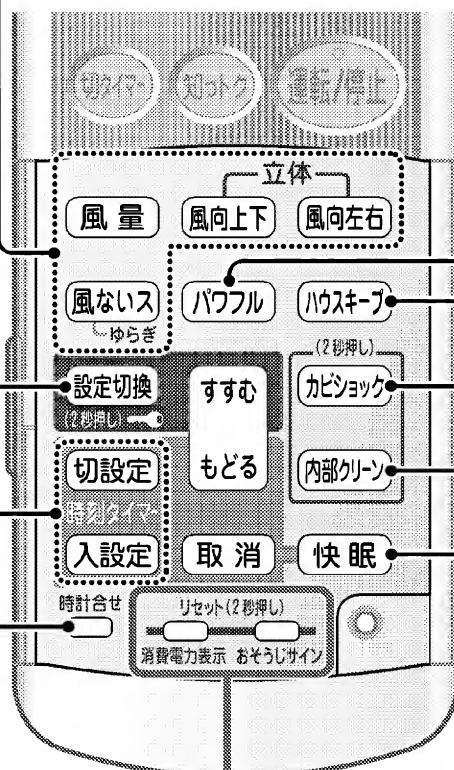 切タイマー
知っトク
運転/停止
立体
風量
風向上下
風向左右
風ないス
パワフル
ハウスキープ
ゆらぎ
(2秒押し)
設定切換
すすむ
カビショック
(2秒押し)
切設定
もどる
内部クリーン
時刻タイマー
入設定
取消
快眠
時計合せ
リセット(2秒押し)
消費電力表示
おそうじサイン